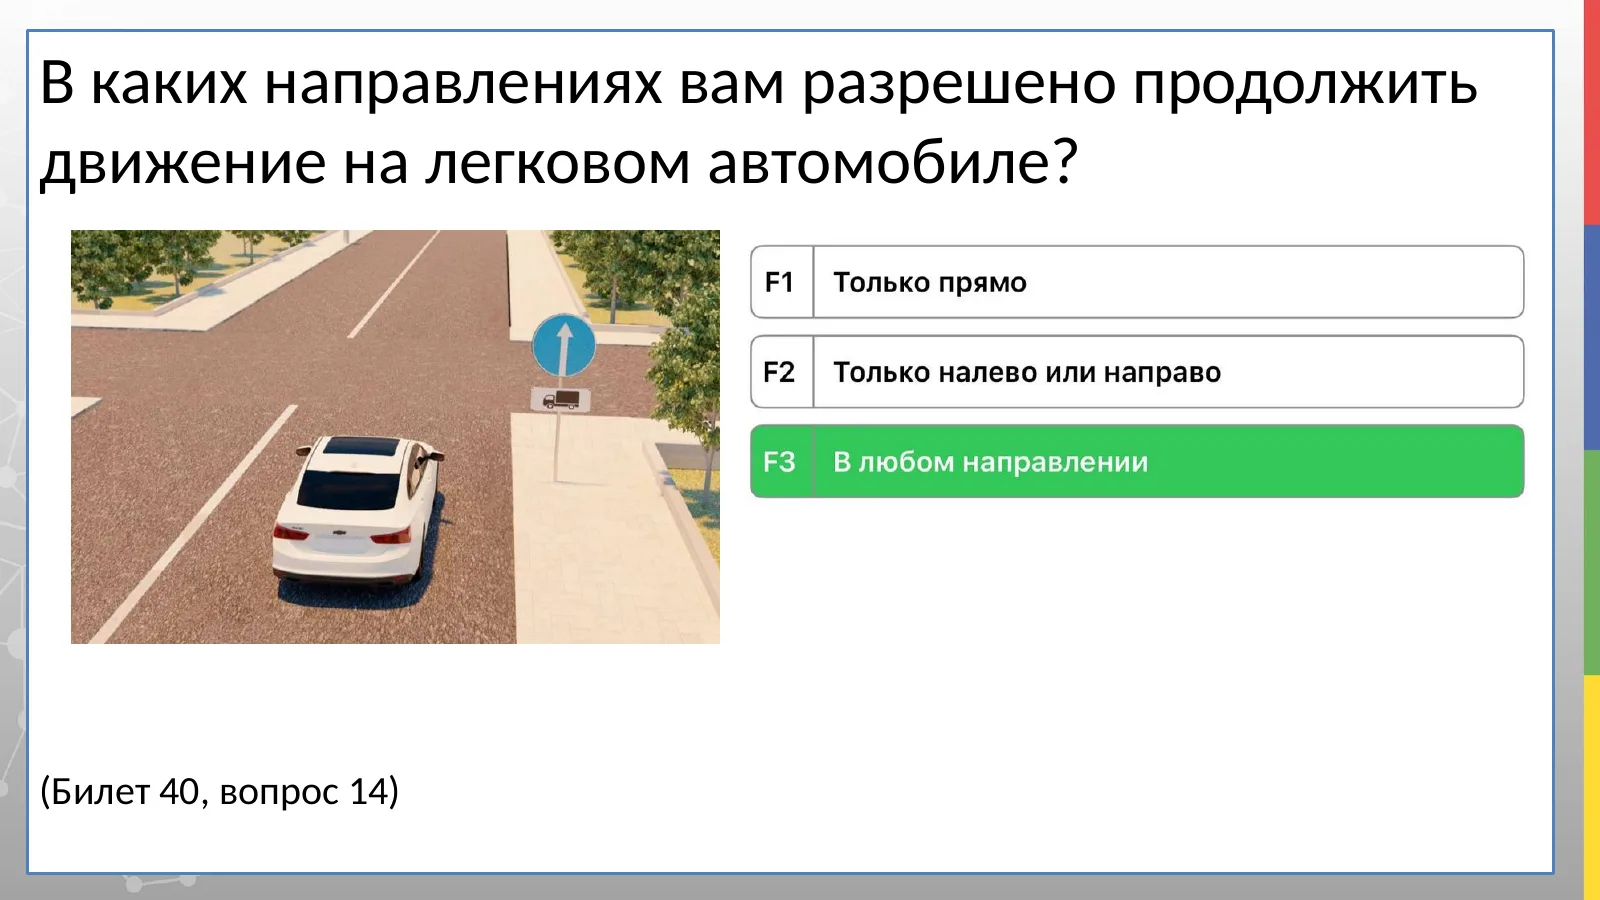 В каких направлениях вам разрешено продолжить
движение на легковом автомобиле?
F1 Только прямо
F2 Только налево или направо
F3 В любом направлении
(Билет 40, вопрос 14)